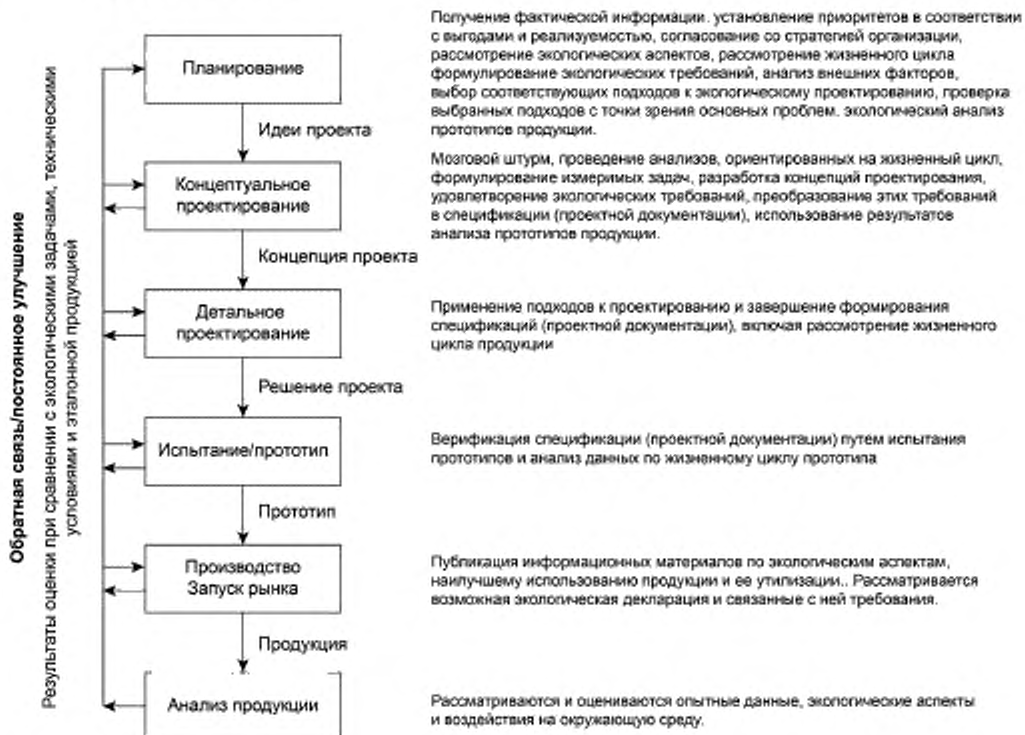 Обратная связь/постоянное улучшение
Результаты оценки при сравнении с экологическими задачами, техническими
условиями и эталонной продукцией
Планирование
Получение фактической информации. установление приоритетов в соответствии
с выгодами и реализуемостью, согласование со стратегией организации,
рассмотрение экологических аспектов, рассмотрение жизненного цикла
формулирование экологических требований, анализ внешних факторов,
выбор соответствующих подходов к экологическому проектированию, проверка
выбранных подходов с точки зрения основных проблем. экологический анализ
прототипов продукции.
Идеи проекта
Концептуальное
проектирование
Мозговой штурм, проведение анализов, ориентированных на жизненный цикл,
формулирование измеримых задач, разработка концепций проектирования,
удовлетворение экологических требований, преобразование этих требований
в спецификации (проектной документации), использование результатов
анализа прототипов продукции.
Концепция проекта
Детальное
проектирование
Применение подходов к проектированию и завершение формирования
спецификаций (проектной документации), включая рассмотрение жизненного
цикла продукции
Решение проекта
Испытание/прототип
Верификация спецификации (проектной документации) путем испытания
прототипов и анализ данных по жизненному циклу прототипа
Прототип
Производство
Запуск рынка
Публикация информационных материалов по экологическим аспектам,
наилучшему использованию продукции и ее утилизации.. Рассматривается
возможная экологическая декларация и связанные с ней требования.
Продукция
Анализ продукции
Рассматриваются и оцениваются опытные данные, экологические аспекты
и воздействия на окружающую среду.